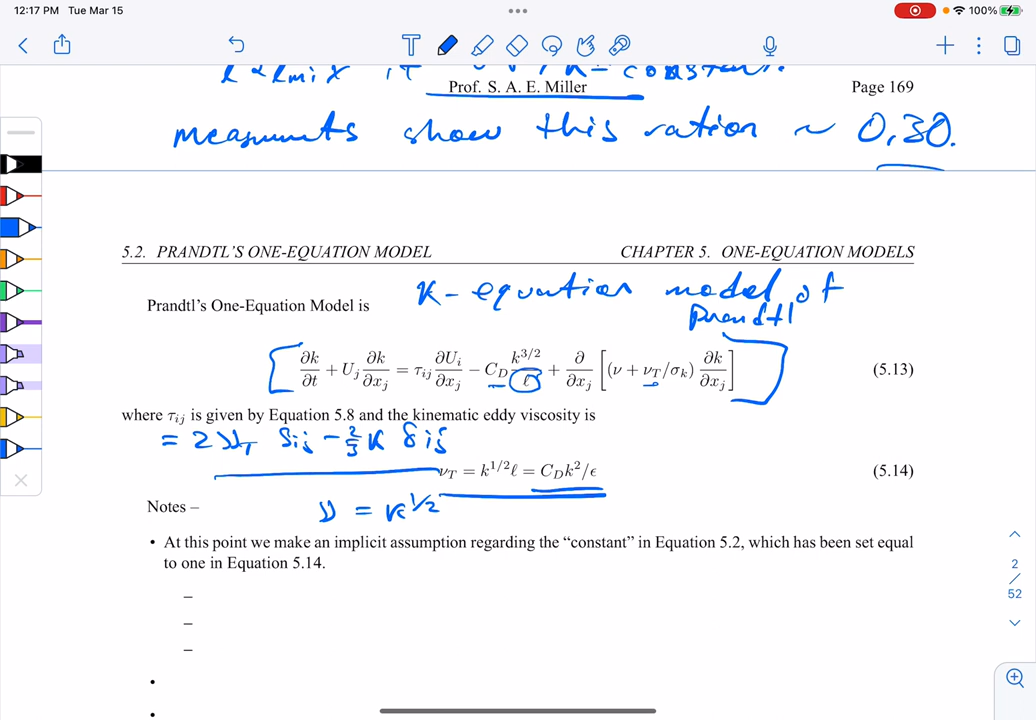 12:17 PM Tue Mar 15
100%
Prof. S. A. E. Miller
Page 169
measments show this ration ~ 0.30.
5.2. PRANDTL'S ONE-EQUATION MODEL
CHAPTER 5. ONE-EQUATION MODELS
K-equation model of
Prandtl
Prandtl's One-Equation Model is
∂k/∂t + U_j ∂k/∂x_j = τ_ij ∂U_i/∂x_j − C_D k^{3/2}/ℓ + ∂/∂x_j [(ν + ν_T/σ_k) ∂k/∂x_j] (5.13)
where τ_ij is given by Equation 5.8 and the kinematic eddy viscosity is
= 2 ν_T S_ij − 2/3 K δ_ij
ν_T = k^{1/2}ℓ = C_D k^2/ϵ (5.14)
ν = κ^{1/2}
Notes –
• At this point we make an implicit assumption regarding the “constant” in Equation 5.2, which has been set equal
to one in Equation 5.14.
–
–
–
•
•
2
/
52